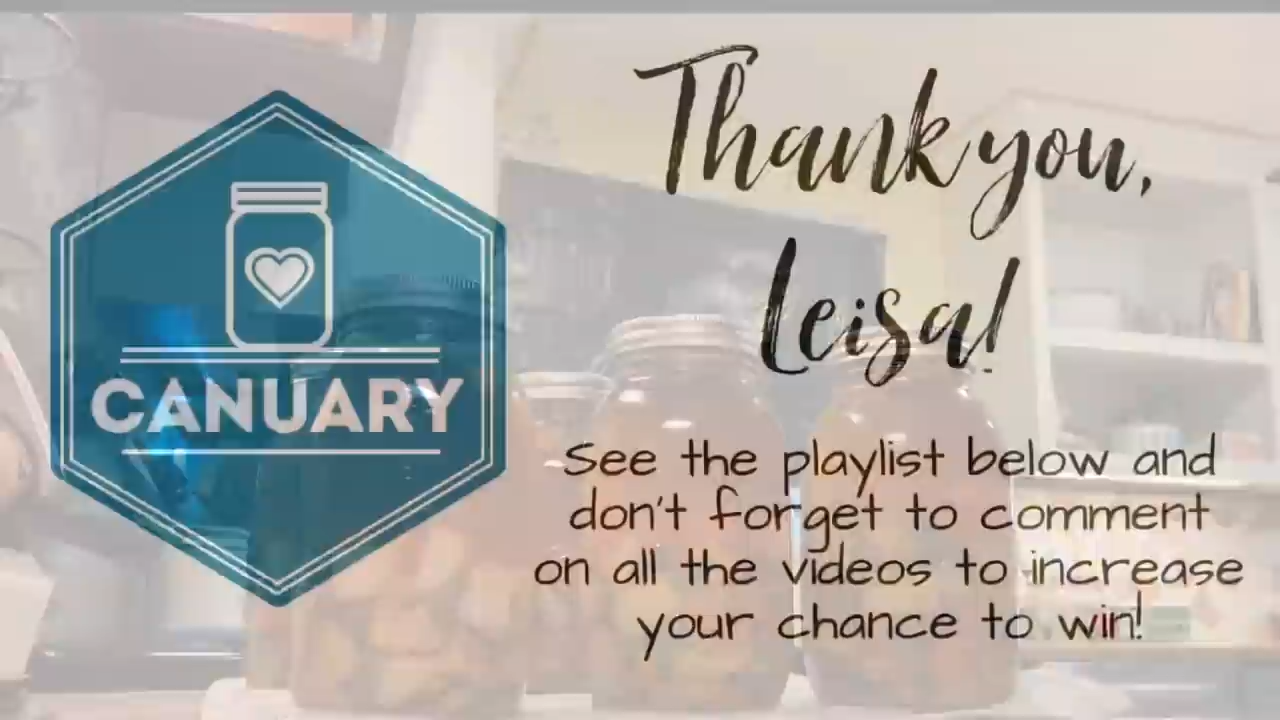 CANUARY
Thank you,
Leisa!
See the playlist below and
don't forget to comment
on all the videos to increase
your chance to win!